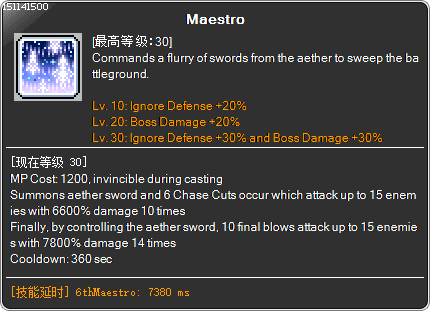 151141500
Maestro
[最高等级:30]
Commands a flurry of swords from the aether to sweep the ba
ttleground.
Lv. 10: Ignore Defense +20%
Lv. 20: Boss Damage +20%
Lv. 30: Ignore Defense +30% and Boss Damage +30%
[现在等级 30]
MP Cost: 1200, invincible during casting
Summons aether sword and 6 Chase Cuts occur which attack up to 15 enem
ies with 6600% damage 10 times
Finally, by controlling the aether sword, 10 final blows attack up to 15 enemie
s with 7800% damage 14 times
Cooldown: 360 sec
[技能延时] 6thMaestro: 7380 ms